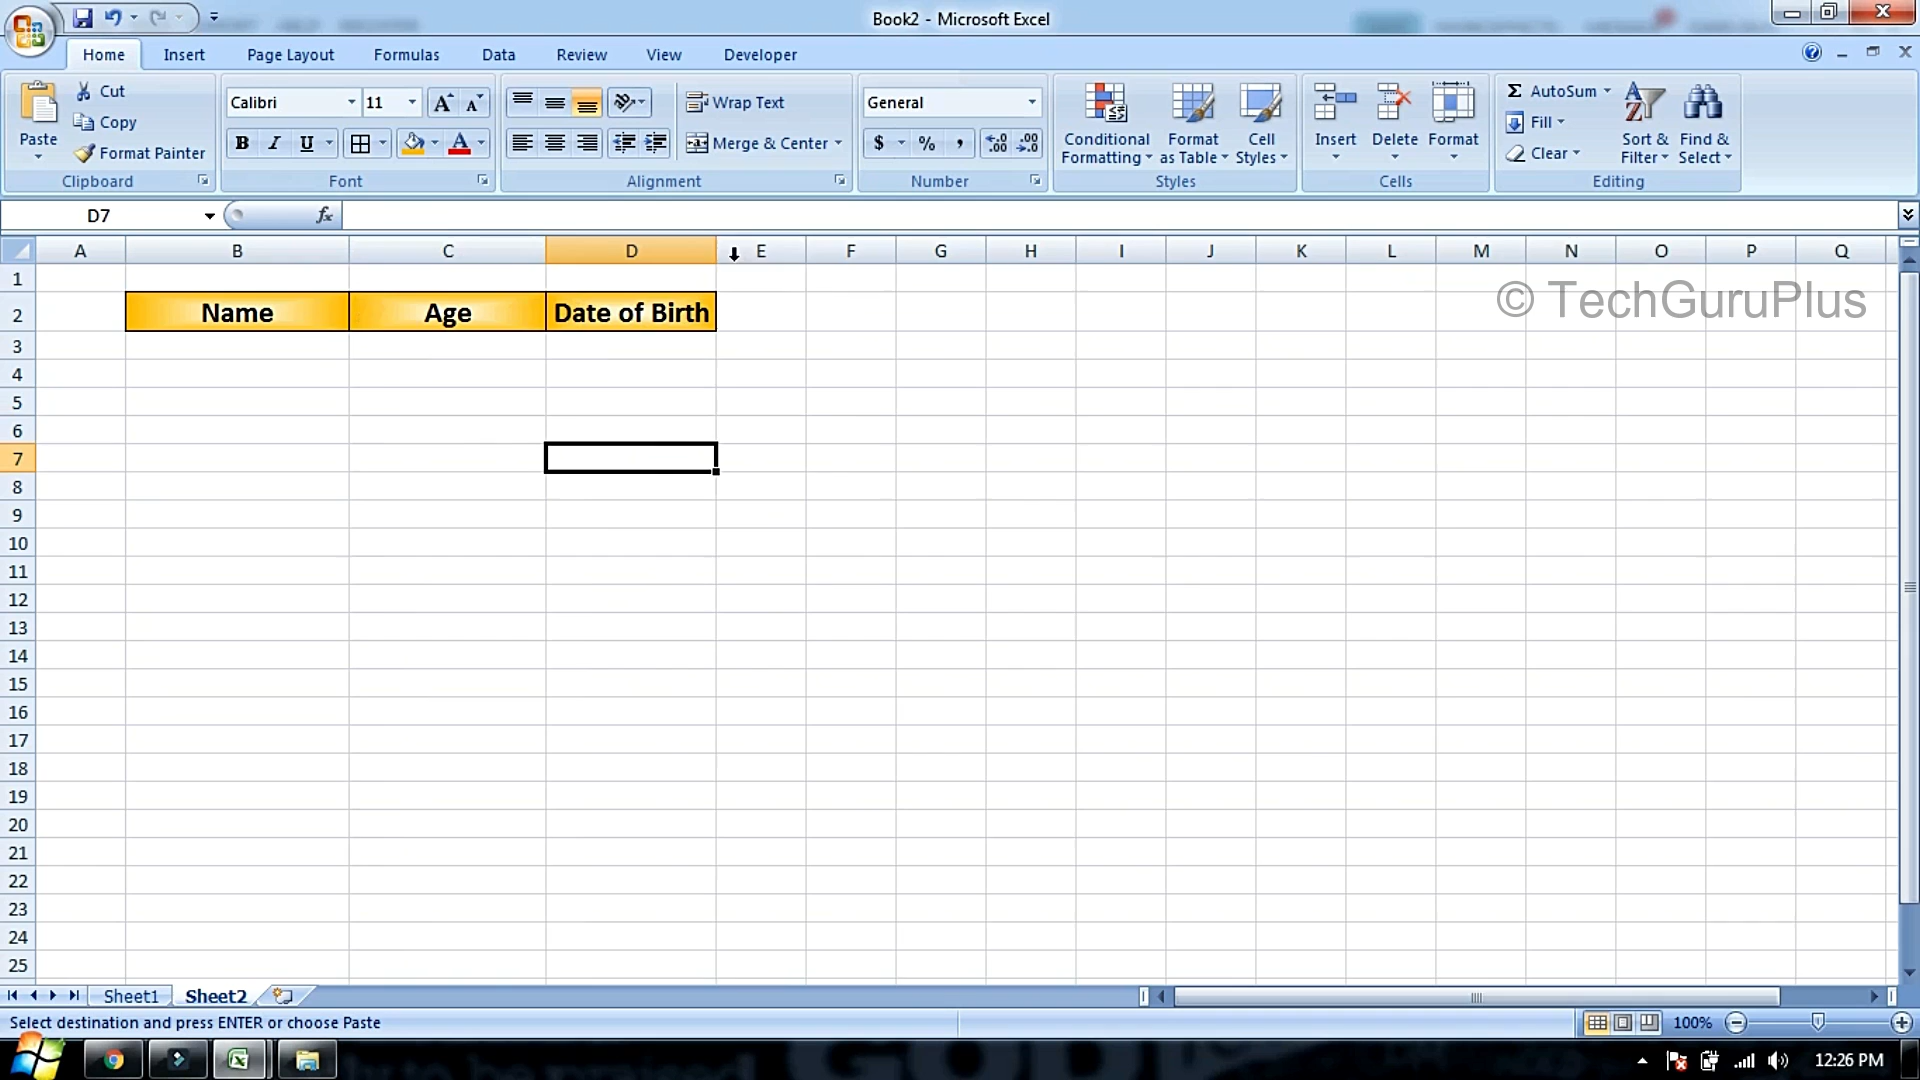 Book2 - Microsoft Excel
Home Insert Page Layout Formulas Data Review View Developer
Paste
Cut
Copy
Format Painter
Clipboard
Calibri 11
B I U
Font
Wrap Text
Merge & Center
Alignment
General
$ % ,
Number
Conditional Formatting
Format as Table
Cell Styles
Styles
Insert Delete Format
Cells
Σ AutoSum
Fill
Clear
Sort & Filter
Find & Select
Editing
D7 fx
A B C D E F G H I J K L M N O P Q
1
2 Name Age Date of Birth
© TechGuruPlus
3
4
5
6
7
8
9
10
11
12
13
14
15
16
17
18
19
20
21
22
23
24
25
Sheet1 Sheet2
Select destination and press ENTER or choose Paste 100%
12:26 PM